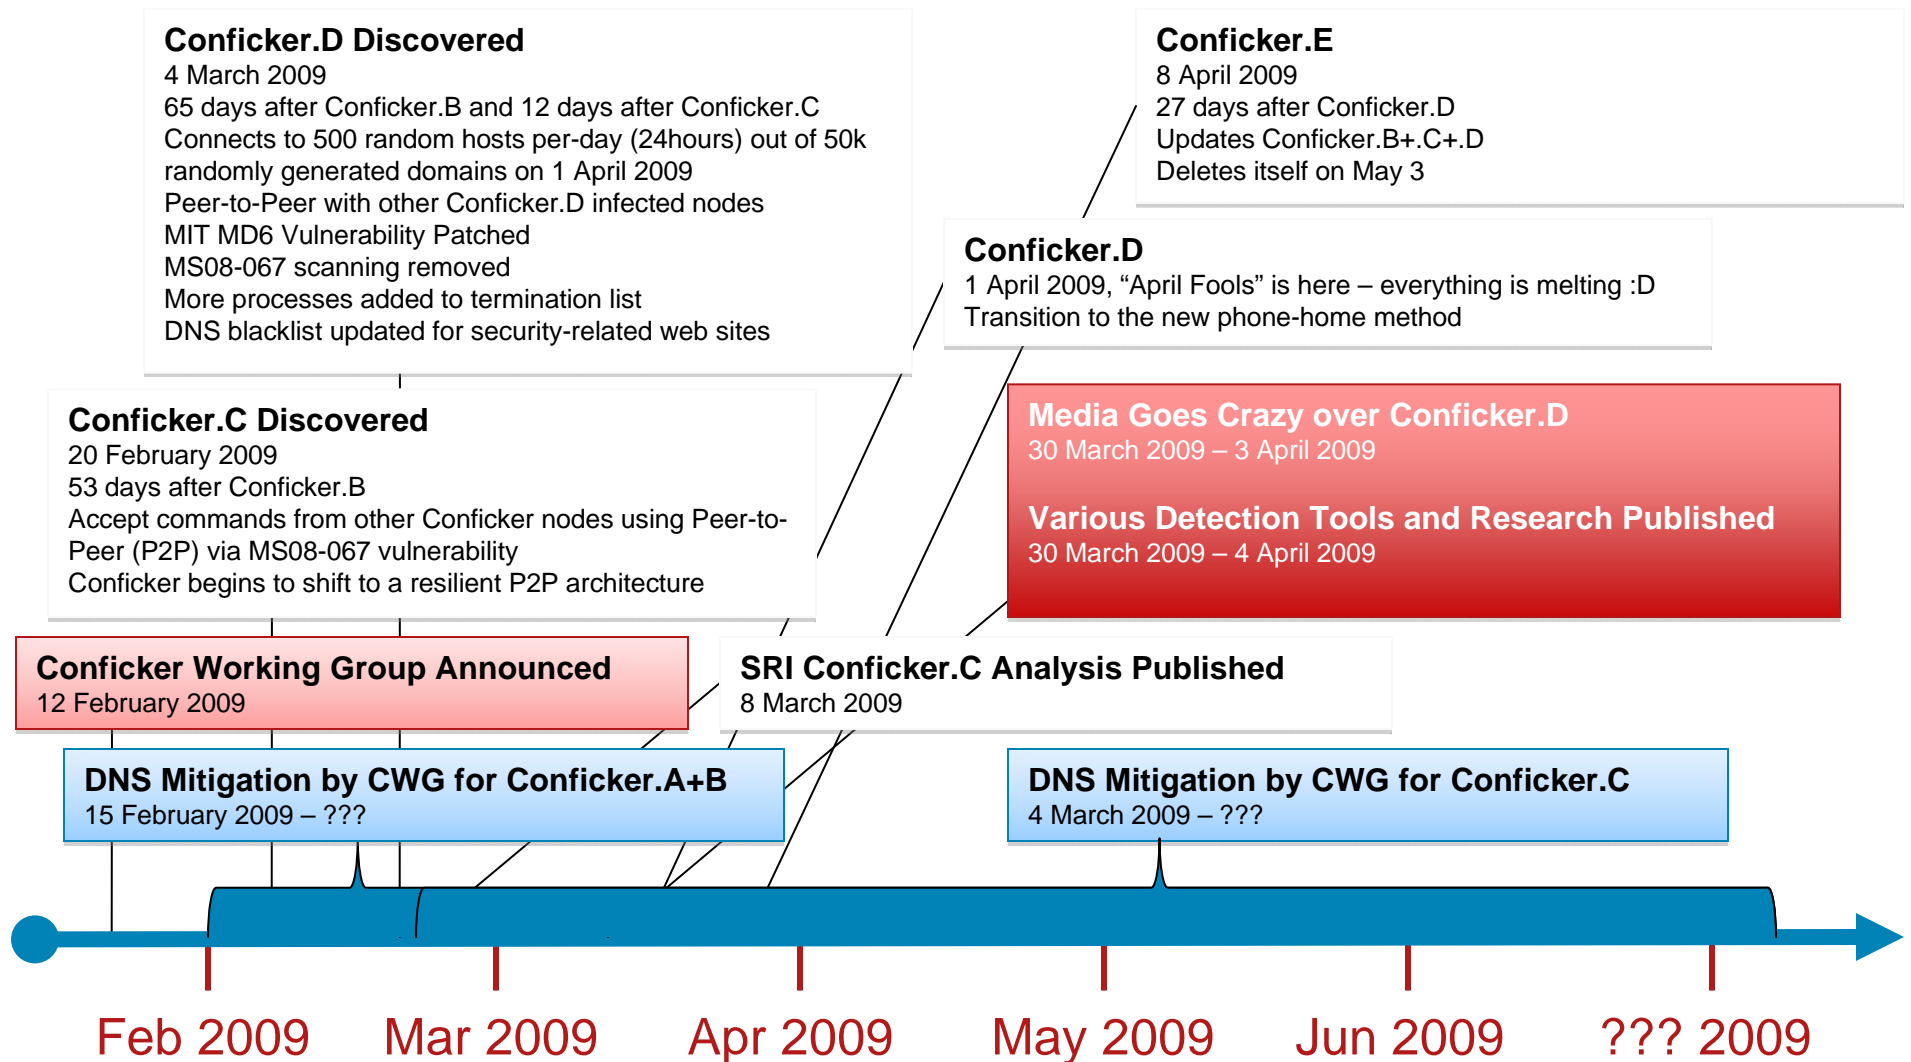 Conficker.D Discovered
4 March 2009
65 days after Conficker.B and 12 days after Conficker.C
Connects to 500 random hosts per-day (24hours) out of 50k
randomly generated domains on 1 April 2009
Peer-to-Peer with other Conficker.D infected nodes
MIT MD6 Vulnerability Patched
MS08-067 scanning removed
More processes added to termination list
DNS blacklist updated for security-related web sites
Conficker.E
8 April 2009
27 days after Conficker.D
Updates Conficker.B+.C+.D
Deletes itself on May 3
Conficker.D
1 April 2009, “April Fools” is here – everything is melting :D
Transition to the new phone-home method
Conficker.C Discovered
20 February 2009
53 days after Conficker.B
Accept commands from other Conficker nodes using Peer-to-
Peer (P2P) via MS08-067 vulnerability
Conficker begins to shift to a resilient P2P architecture
Media Goes Crazy over Conficker.D
30 March 2009 – 3 April 2009
Various Detection Tools and Research Published
30 March 2009 – 4 April 2009
Conficker Working Group Announced
12 February 2009
SRI Conficker.C Analysis Published
8 March 2009
DNS Mitigation by CWG for Conficker.A+B
15 February 2009 – ???
DNS Mitigation by CWG for Conficker.C
4 March 2009 – ???
Feb 2009
Mar 2009
Apr 2009
May 2009
Jun 2009
??? 2009